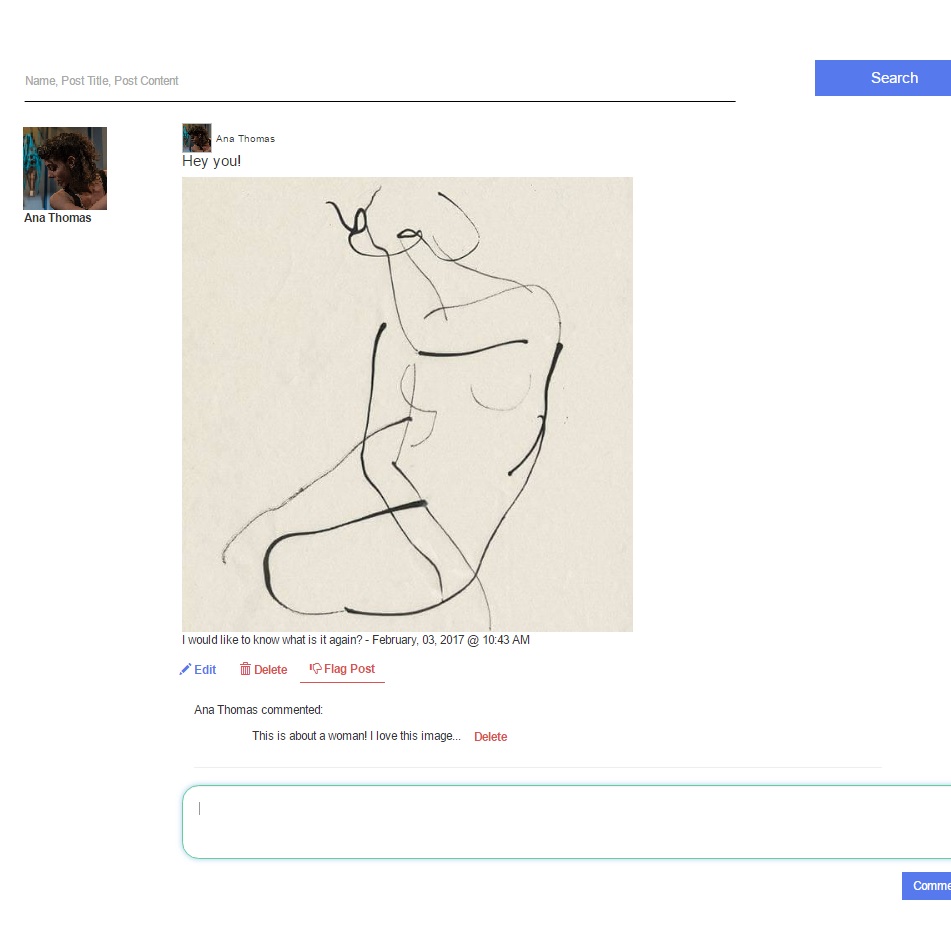 Name, Post Title, Post Content
Search
Ana Thomas
Ana Thomas
Hey you!
I would like to know what is it again? - February, 03, 2017 @ 10:43 AM
Edit Delete Flag Post
Ana Thomas commented:
This is about a woman! I love this image... Delete
Comme